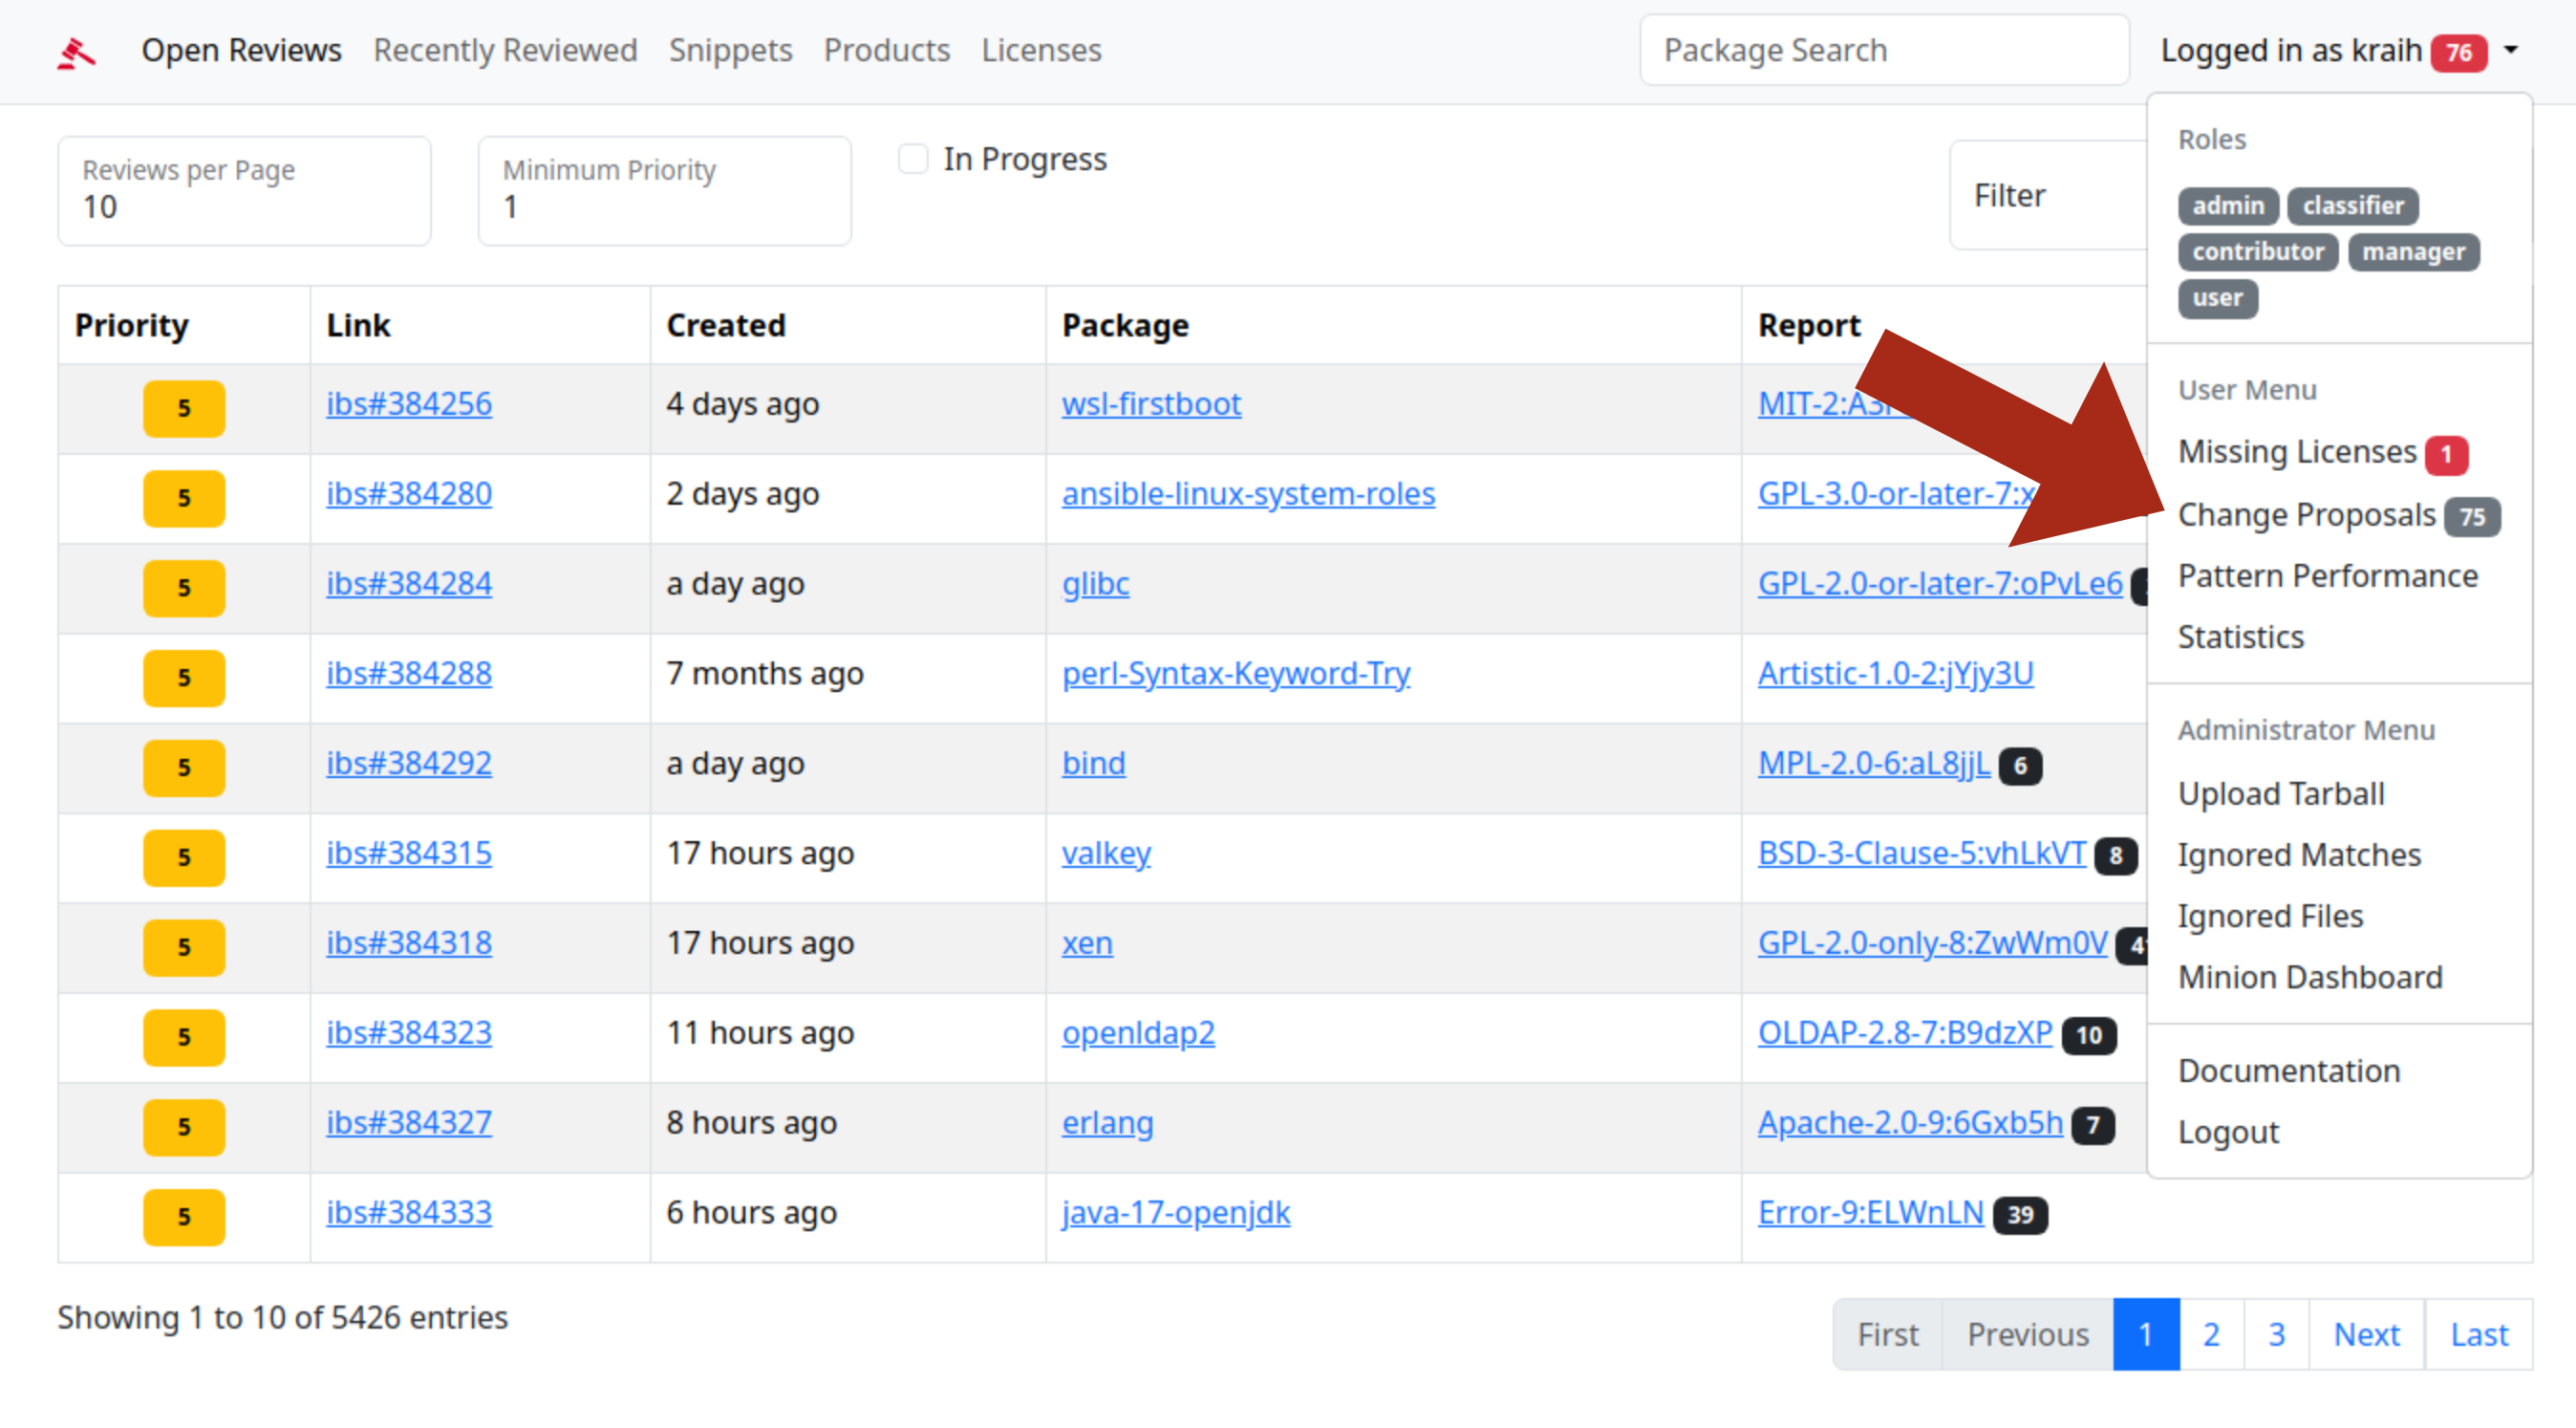 Open Reviews Recently Reviewed Snippets Products Licenses Package Search Logged in as kraih 76
Reviews per Page
10
Minimum Priority
1
In Progress
Filter
Priority Link Created Package Report
5 ibs#384256 4 days ago wsl-firstboot MIT-2:A3
5 ibs#384280 2 days ago ansible-linux-system-roles GPL-3.0-or-later-7:x
5 ibs#384284 a day ago glibc GPL-2.0-or-later-7:oPvLe6
5 ibs#384288 7 months ago perl-Syntax-Keyword-Try Artistic-1.0-2:jYjy3U
5 ibs#384292 a day ago bind MPL-2.0-6:aL8jjL 6
5 ibs#384315 17 hours ago valkey BSD-3-Clause-5:vhLkVT 8
5 ibs#384318 17 hours ago xen GPL-2.0-only-8:ZwWm0V 4
5 ibs#384323 11 hours ago openldap2 OLDAP-2.8-7:B9dzXP 10
5 ibs#384327 8 hours ago erlang Apache-2.0-9:6Gxb5h 7
5 ibs#384333 6 hours ago java-17-openjdk Error-9:ELWnLN 39
Showing 1 to 10 of 5426 entries
First Previous 1 2 3 Next Last
Roles
admin classifier
contributor manager
user
User Menu
Missing Licenses 1
Change Proposals 75
Pattern Performance
Statistics
Administrator Menu
Upload Tarball
Ignored Matches
Ignored Files
Minion Dashboard
Documentation
Logout